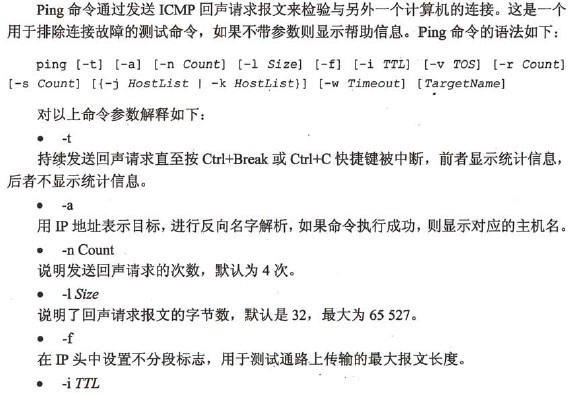 Ping 命令通过发送 ICMP 回声请求报文来检验与另外一个计算机的连接。这是一个
用于排除连接故障的测试命令，如果不带参数则显示帮助信息。Ping 命令的语法如下：
ping [-t] [-a] [-n Count] [-l Size] [-f] [-i TTL] [-v TOS] [-r Count]
[-s Count] [{-j HostList | -k HostList}] [-w Timeout] [TargetName]
对以上命令参数解释如下：
● -t
持续发送回声请求直至按 Ctrl+Break 或 Ctrl+C 快捷键被中断，前者显示统计信息，
后者不显示统计信息。
● -a
用 IP 地址表示目标，进行反向名字解析，如果命令执行成功，则显示对应的主机名。
● -n Count
说明发送回声请求的次数，默认为 4 次。
● -l Size
说明了回声请求报文的字节数，默认是 32，最大为 65 527。
● -f
在 IP 头中设置不分段标志，用于测试通路上传输的最大报文长度。
● -i TTL